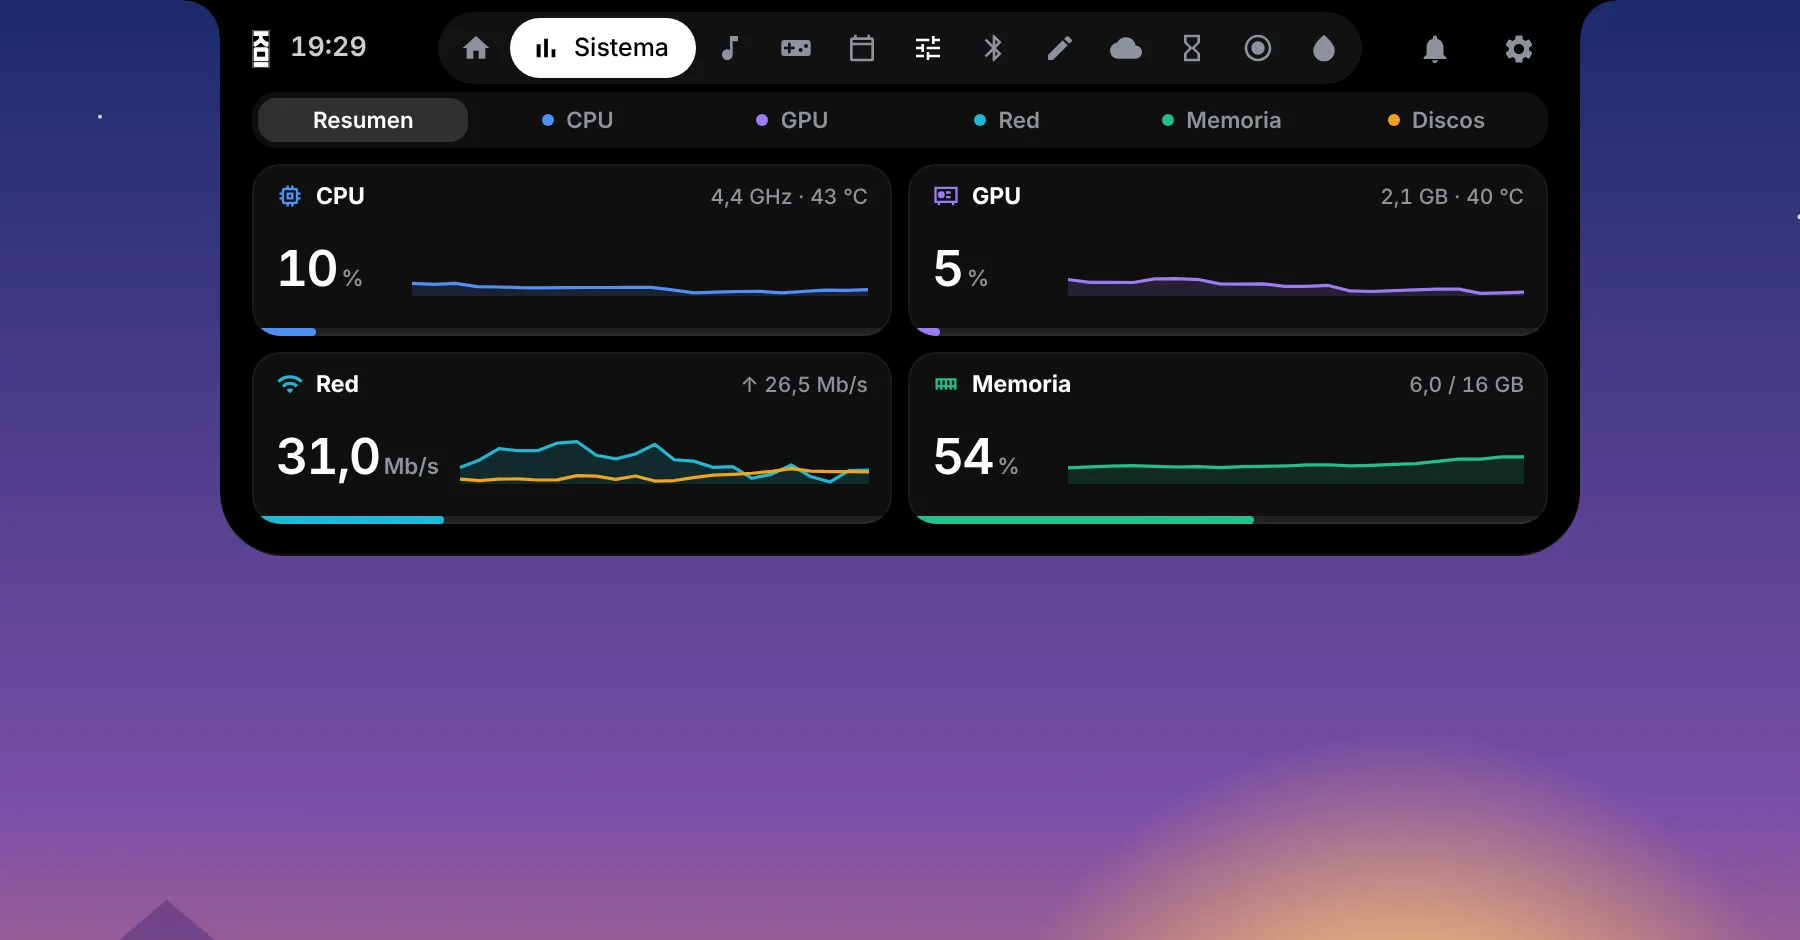 19:29
Sistema
Resumen
CPU
GPU
Red
Memoria
Discos
CPU
4,4 GHz · 43 °C
10 %
GPU
2,1 GB · 40 °C
5 %
Red
↑ 26,5 Mb/s
31,0 Mb/s
Memoria
6,0 / 16 GB
54 %